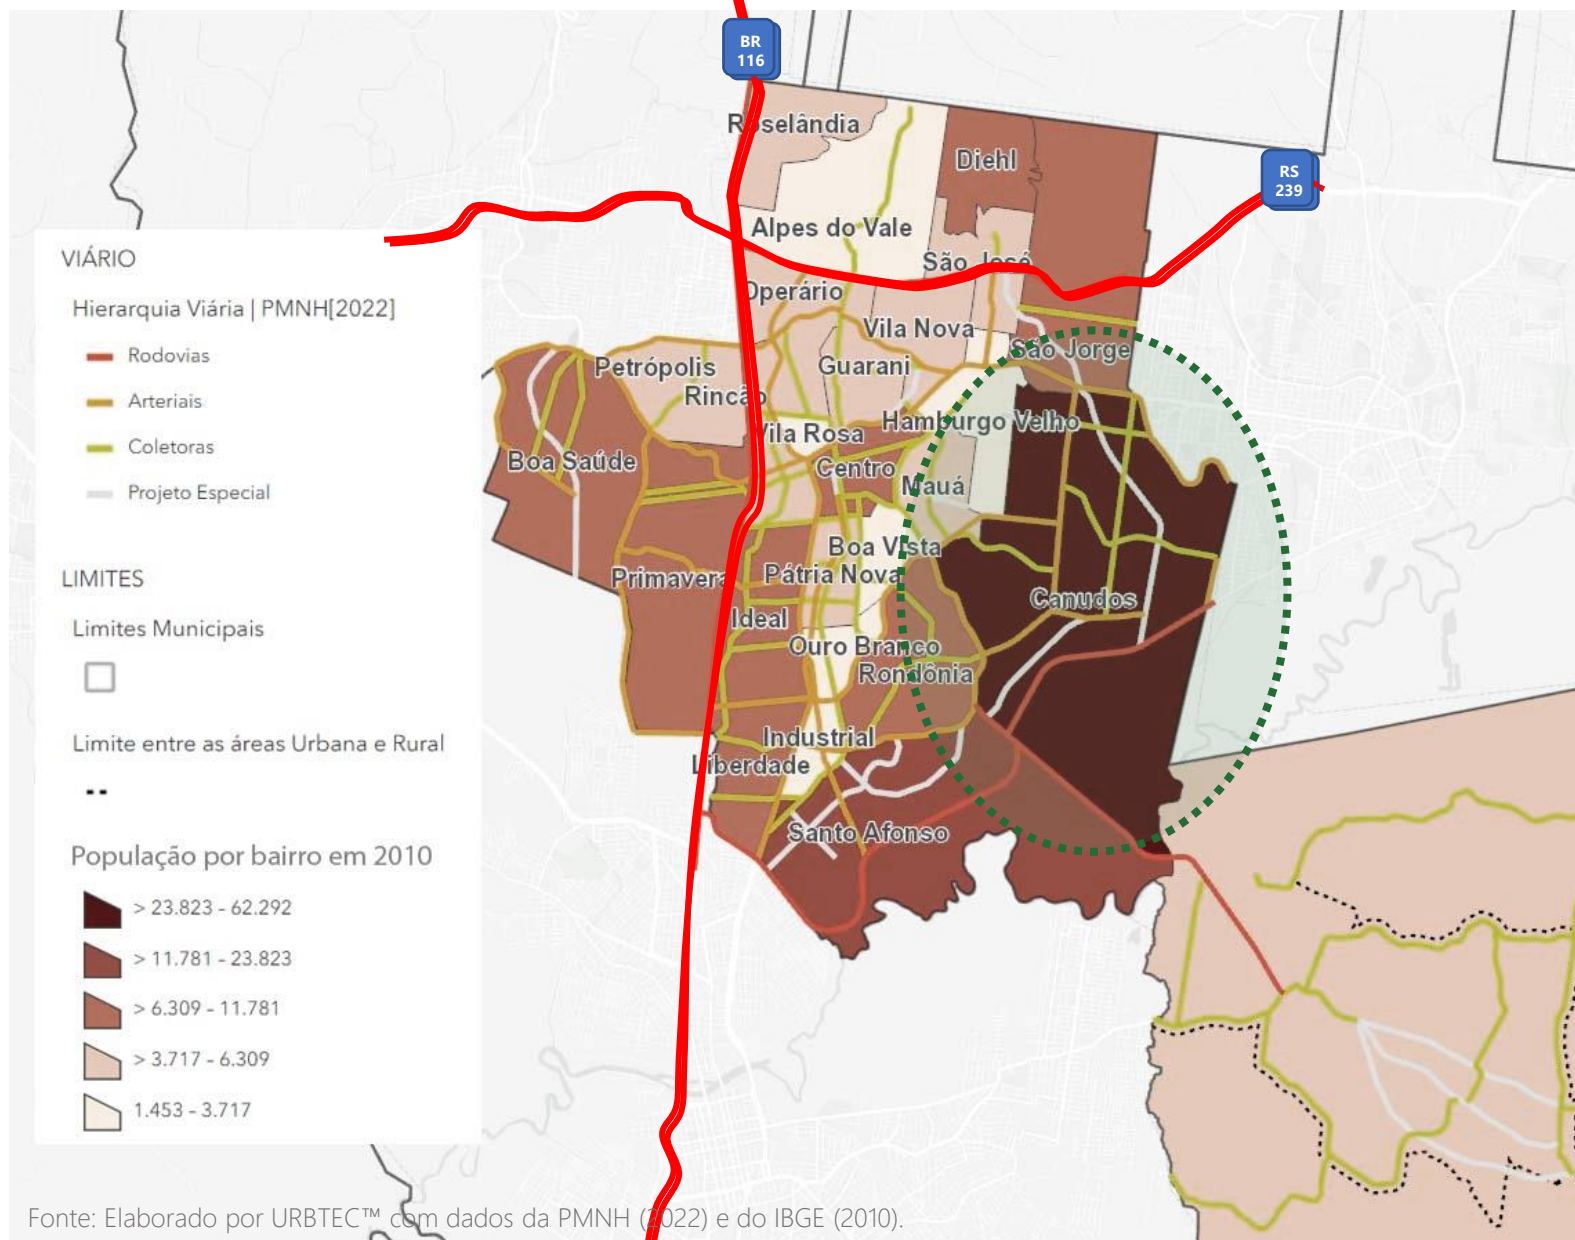 BR
116
RS
239
Roselândia
Diehl
Alpes do Vale
São José
Operário
Vila Nova
São Jorge
Petrópolis
Guarani
Rincão
Hamburgo Velho
Vila Rosa
Boa Saúde
Centro
Mauá
Boa Vista
Primavera
Pátria Nova
Canudos
Ideal
Ouro Branco
Rondônia
Industrial
Liberdade
Santo Afonso
VIÁRIO
Hierarquia Viária | PMNH[2022]
Rodovias
Arteriais
Coletoras
Projeto Especial
LIMITES
Limites Municipais
Limite entre as áreas Urbana e Rural
População por bairro em 2010
> 23.823 - 62.292
> 11.781 - 23.823
> 6.309 - 11.781
> 3.717 - 6.309
1.453 - 3.717
Fonte: Elaborado por URBTEC™ com dados da PMNH (2022) e do IBGE (2010).